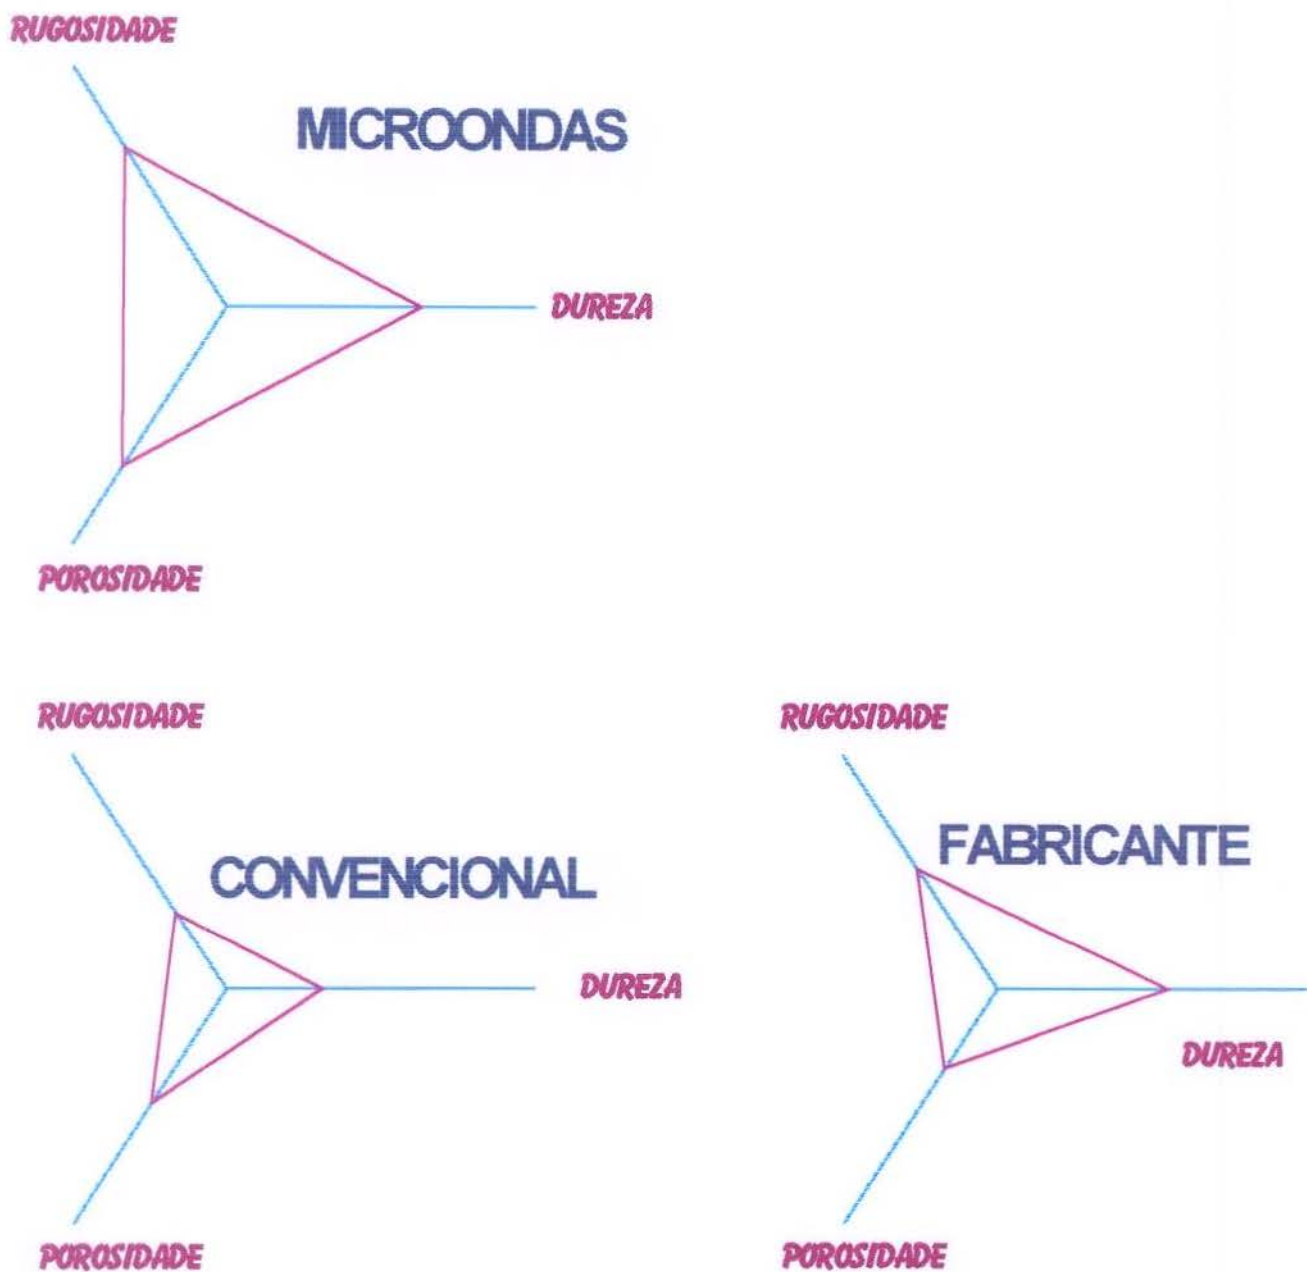 RUGOSIDADE
MICROONDAS
DUREZA
POROSIDADE
RUGOSIDADE
CONVENCIONAL
DUREZA
POROSIDADE
RUGOSIDADE
FABRICANTE
DUREZA
POROSIDADE